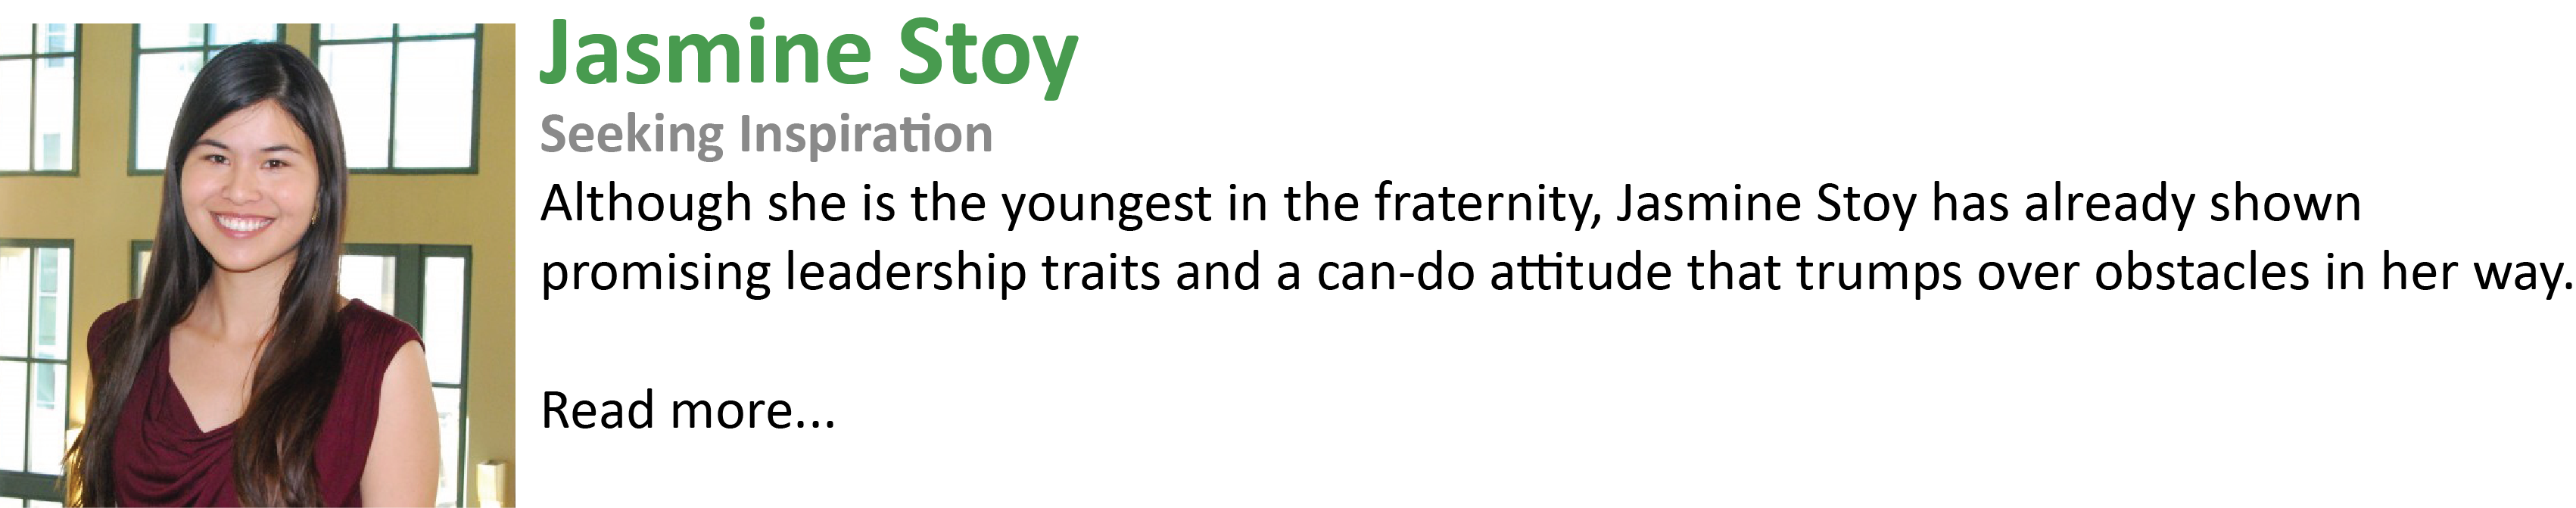 Jasmine Stoy
Seeking Inspiration
Although she is the youngest in the fraternity, Jasmine Stoy has already shown
promising leadership traits and a can-do attitude that trumps over obstacles in her way.
Read more...